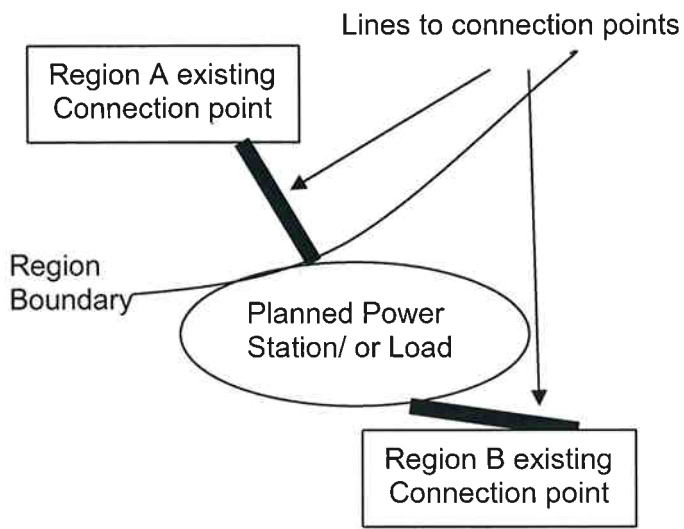 Lines to connection points
Region A existing
Connection point
Region
Boundary
Planned Power
Station/ or Load
Region B existing
Connection point